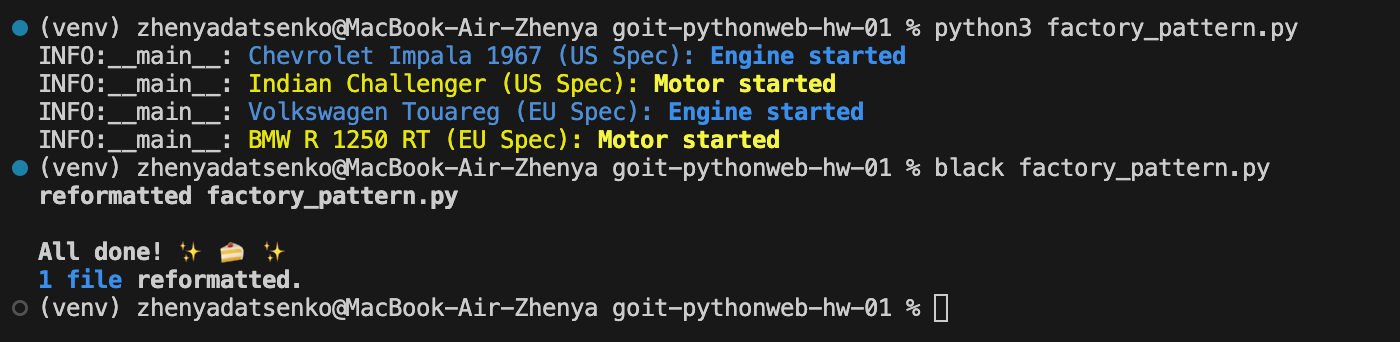 (venv) zhenyadatsenko@MacBook-Air-Zhenya goit-pythonweb-hw-01 % python3 factory_pattern.py
INFO:__main__: Chevrolet Impala 1967 (US Spec): Engine started
INFO:__main__: Indian Challenger (US Spec): Motor started
INFO:__main__: Volkswagen Touareg (EU Spec): Engine started
INFO:__main__: BMW R 1250 RT (EU Spec): Motor started
(venv) zhenyadatsenko@MacBook-Air-Zhenya goit-pythonweb-hw-01 % black factory_pattern.py
reformatted factory_pattern.py
All done! ✨ 🍰 ✨
1 file reformatted.
(venv) zhenyadatsenko@MacBook-Air-Zhenya goit-pythonweb-hw-01 %